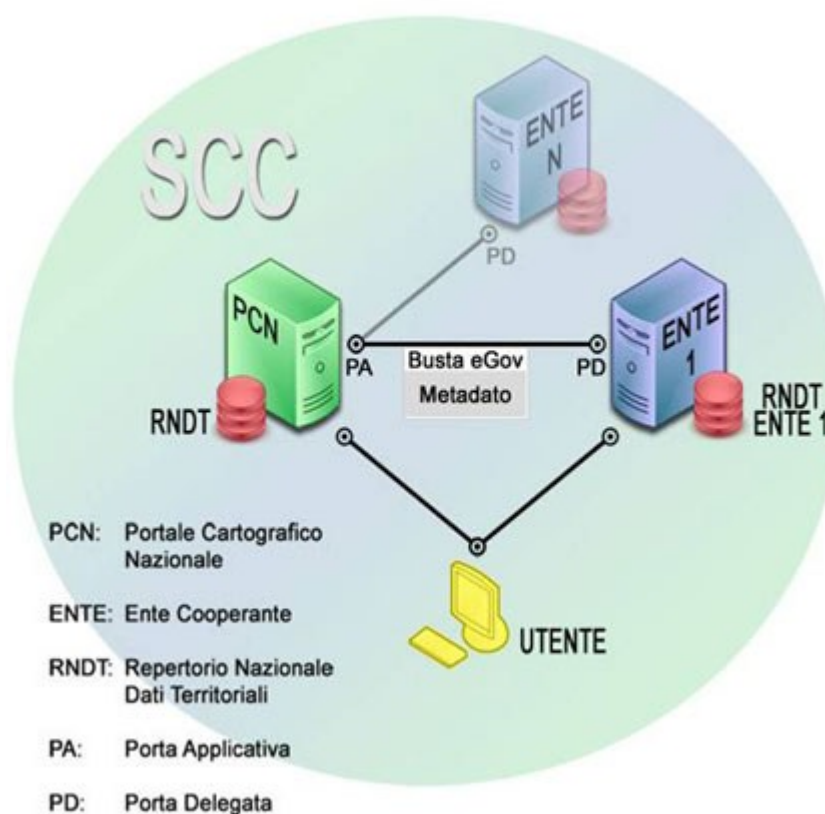 SCC
ENTE
N
PD
PCN
PA
Busta eGov
Metadato
PD
ENTE
1
RNDT
RNDT
ENTE 1
UTENTE
PCN: Portale Cartografico
Nazionale
ENTE: Ente Cooperante
RNDT: Repertorio Nazionale
Dati Territoriali
PA: Porta Applicativa
PD: Porta Delegata